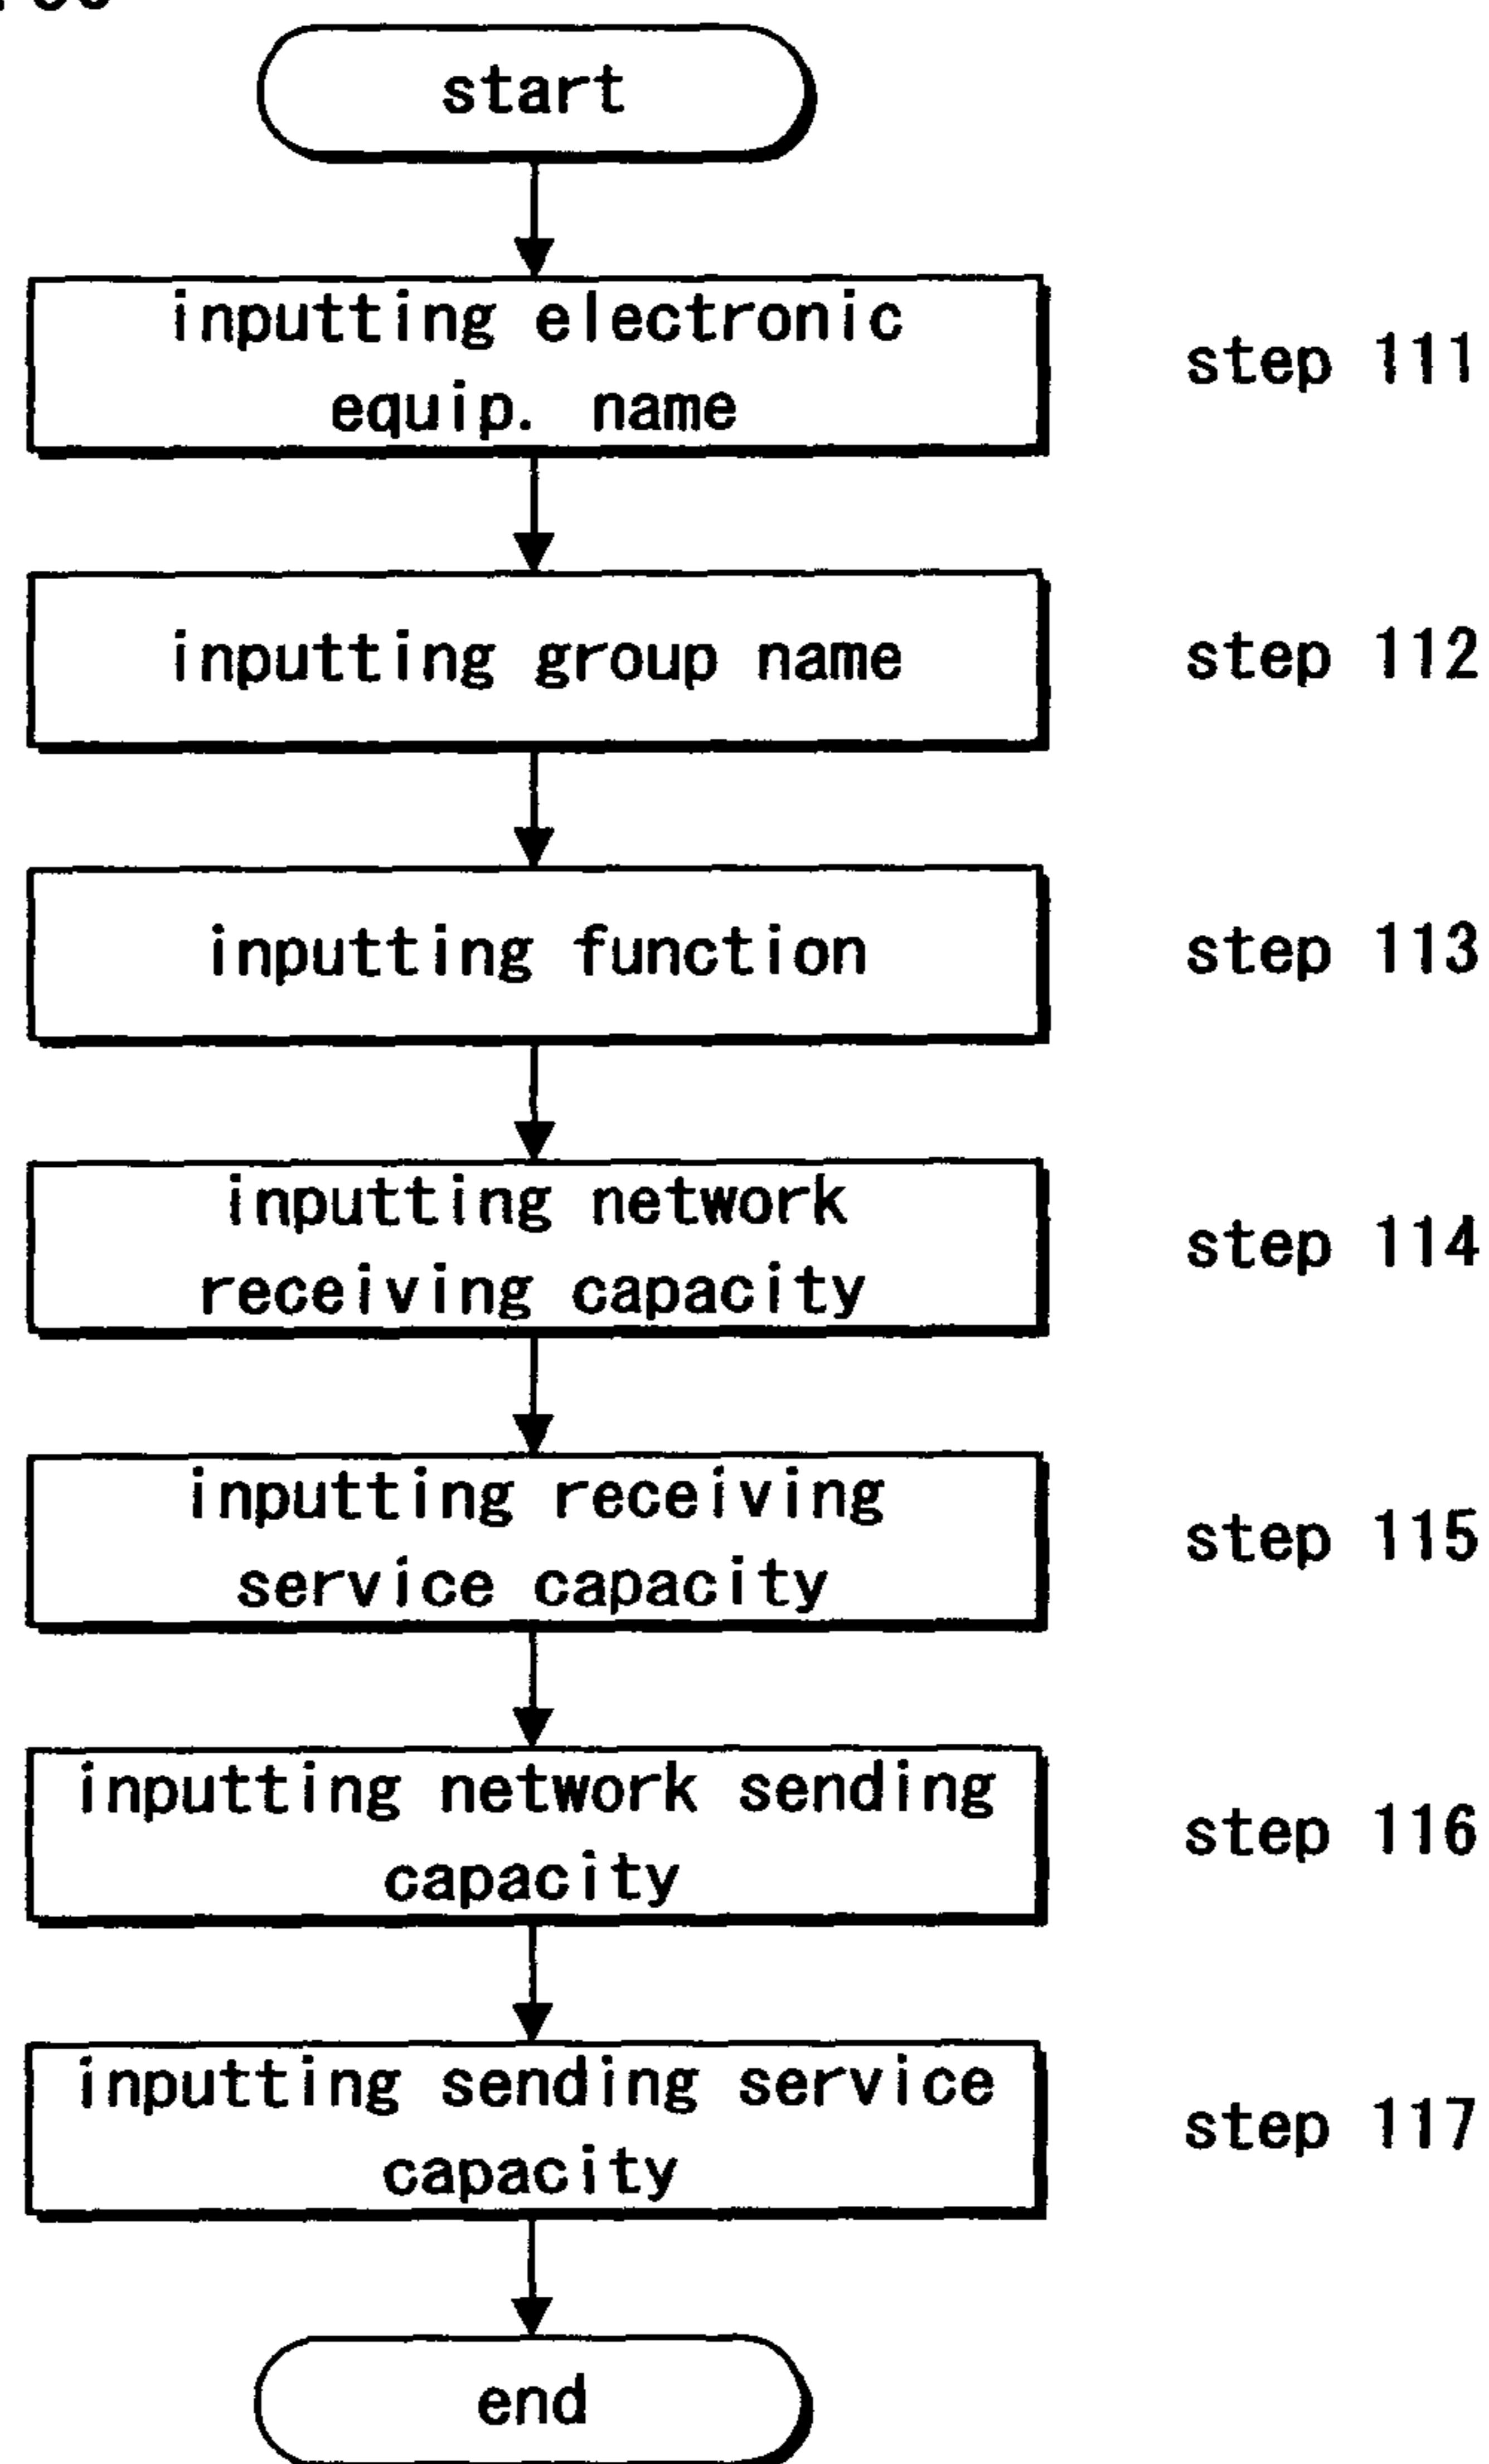 start
inputting electronic
equip. name
step 111
inputting group name
step 112
inputting function
step 113
inputting network
receiving capacity
step 114
inputting receiving
service capacity
step 115
inputting network sending
capacity
step 116
inputting sending service
capacity
step 117
end